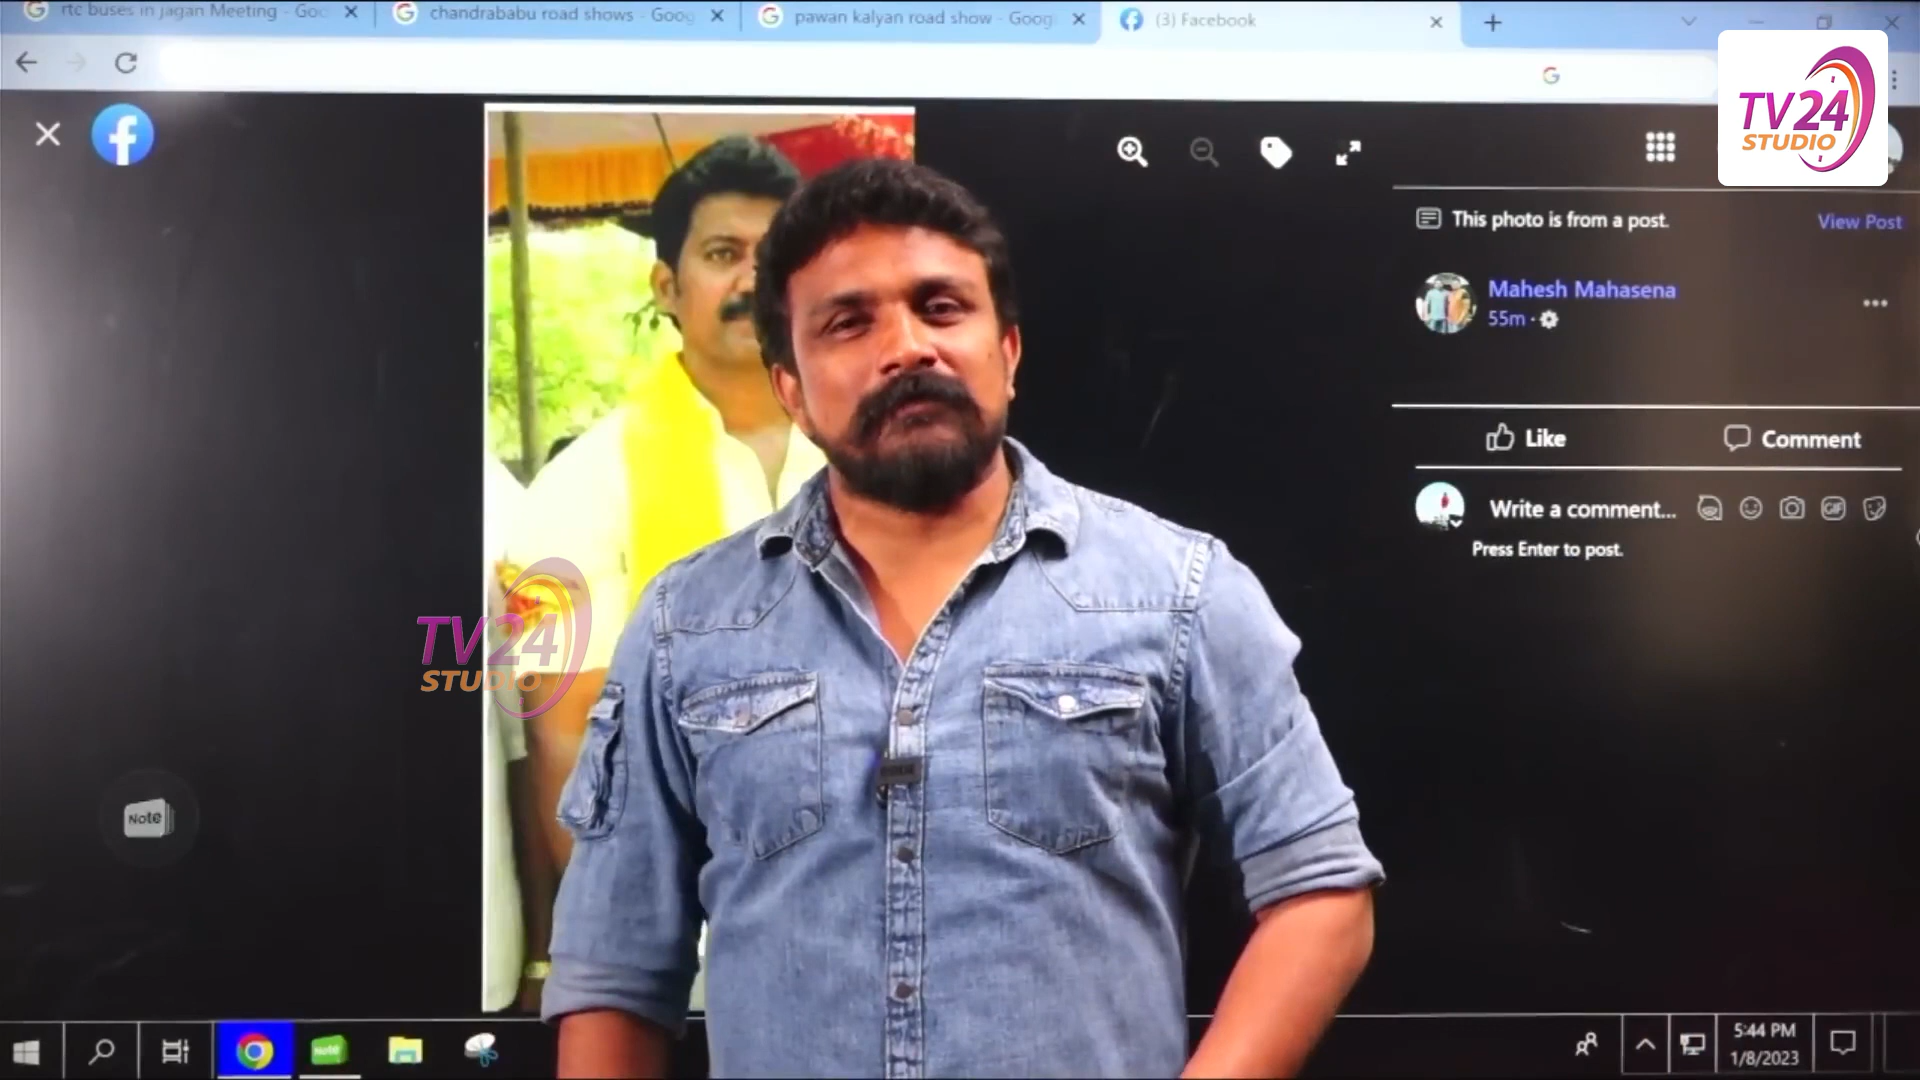 rtc buses in jagan Meeting - Goo
chandrababu road shows - Goog
pawan kalyan road show - Goog
(3) Facebook
TV24
STUDIO
This photo is from a post.
View Post
Mahesh Mahasena
55m
Like
Comment
Write a comment...
GIF
Press Enter to post.
TV24
STUDIO
Note
Note
5:44 PM
1/8/2023